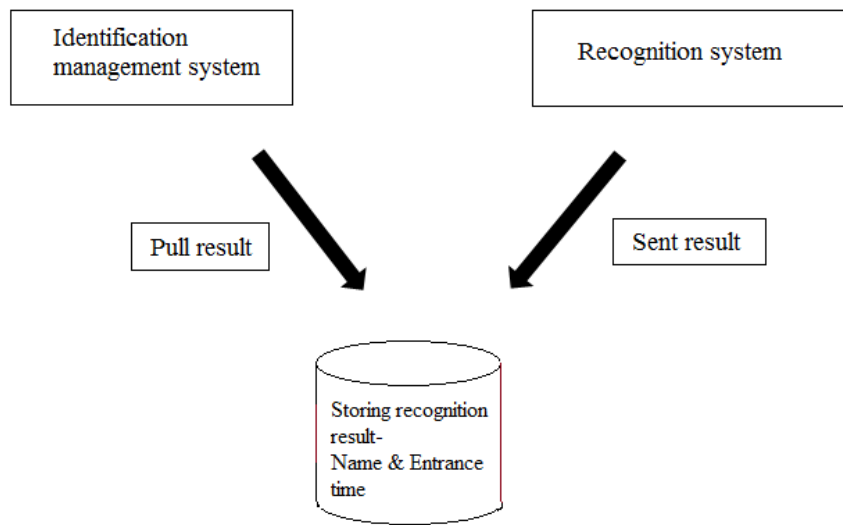 Identification
management system
Recognition system
Pull result
Sent result
Storing recognition
result-
Name & Entrance
time